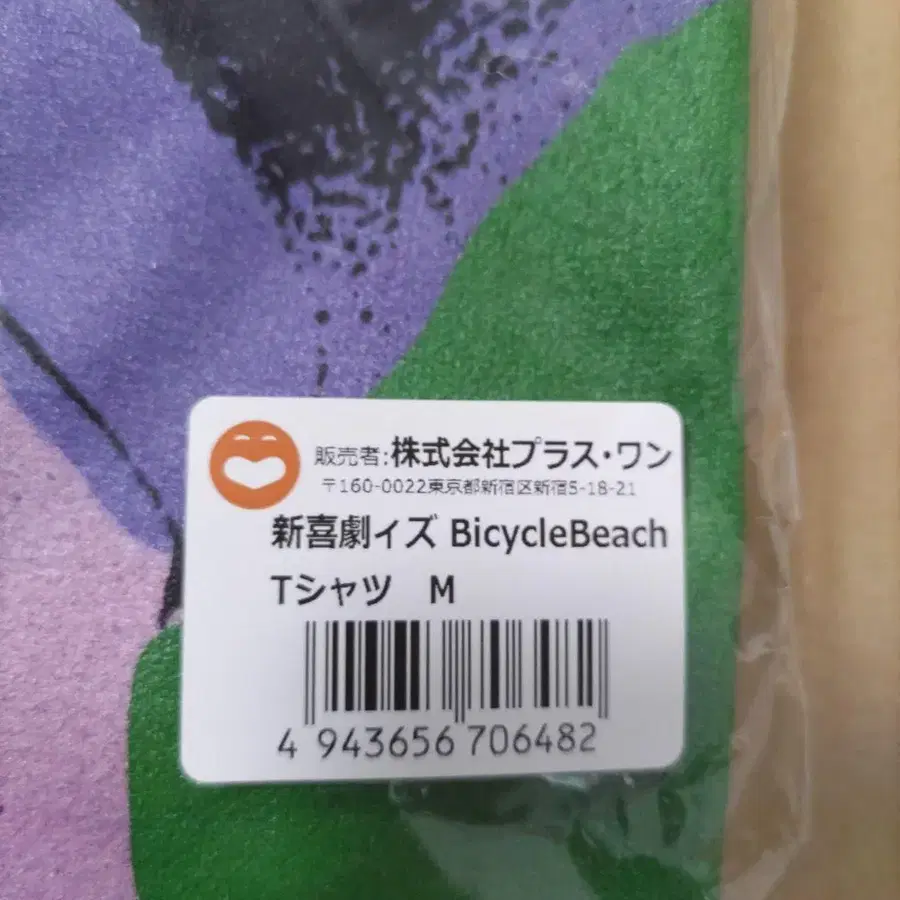 販売者:株式会社プラス・ワン
〒160-0022東京都新宿区新宿5-18-21
新喜劇ィズ BicycleBeach
Tシャツ M
4 943656 706482